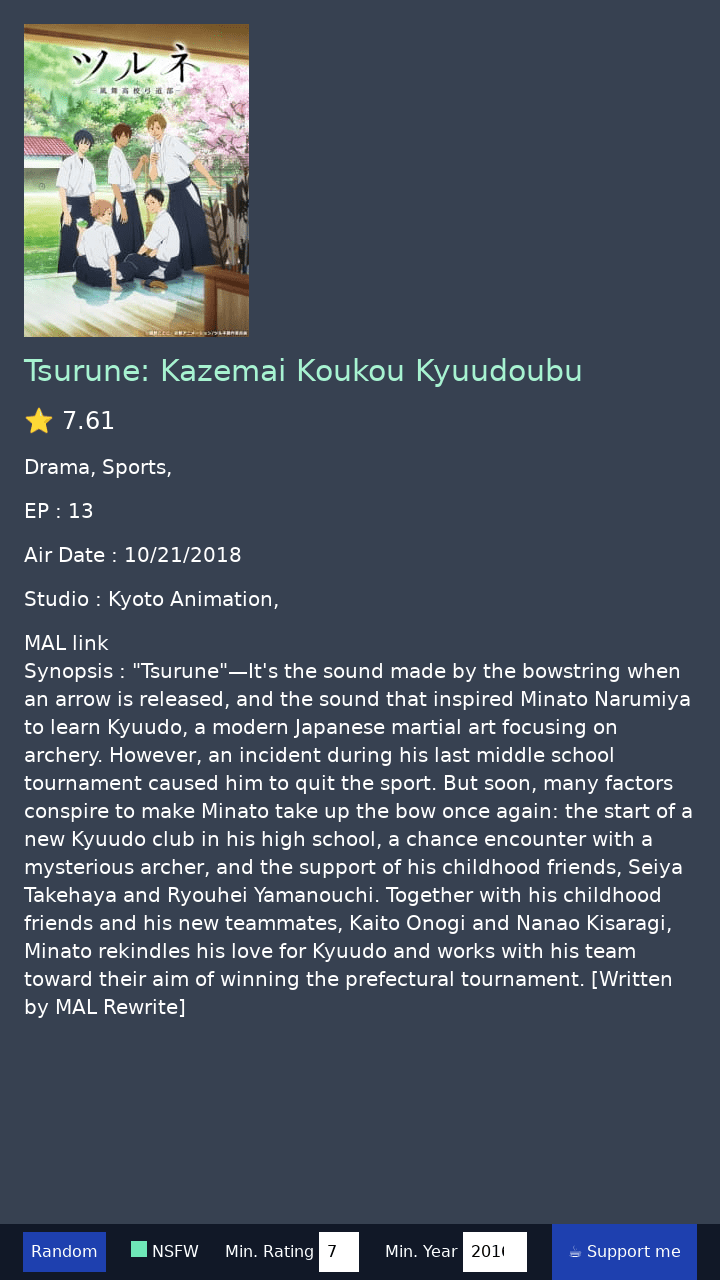 ツルネ
−風舞高校弓道部−
Tsurune: Kazemai Koukou Kyuudoubu
⭐ 7.61
Drama, Sports,
EP : 13
Air Date : 10/21/2018
Studio : Kyoto Animation,
MAL link
Synopsis : "Tsurune"—It's the sound made by the bowstring when
an arrow is released, and the sound that inspired Minato Narumiya
to learn Kyuudo, a modern Japanese martial art focusing on
archery. However, an incident during his last middle school
tournament caused him to quit the sport. But soon, many factors
conspire to make Minato take up the bow once again: the start of a
new Kyuudo club in his high school, a chance encounter with a
mysterious archer, and the support of his childhood friends, Seiya
Takehaya and Ryouhei Yamanouchi. Together with his childhood
friends and his new teammates, Kaito Onogi and Nanao Kisaragi,
Minato rekindles his love for Kyuudo and works with his team
toward their aim of winning the prefectural tournament. [Written
by MAL Rewrite]
Random NSFW Min. Rating 7 Min. Year 201 ☕ Support me